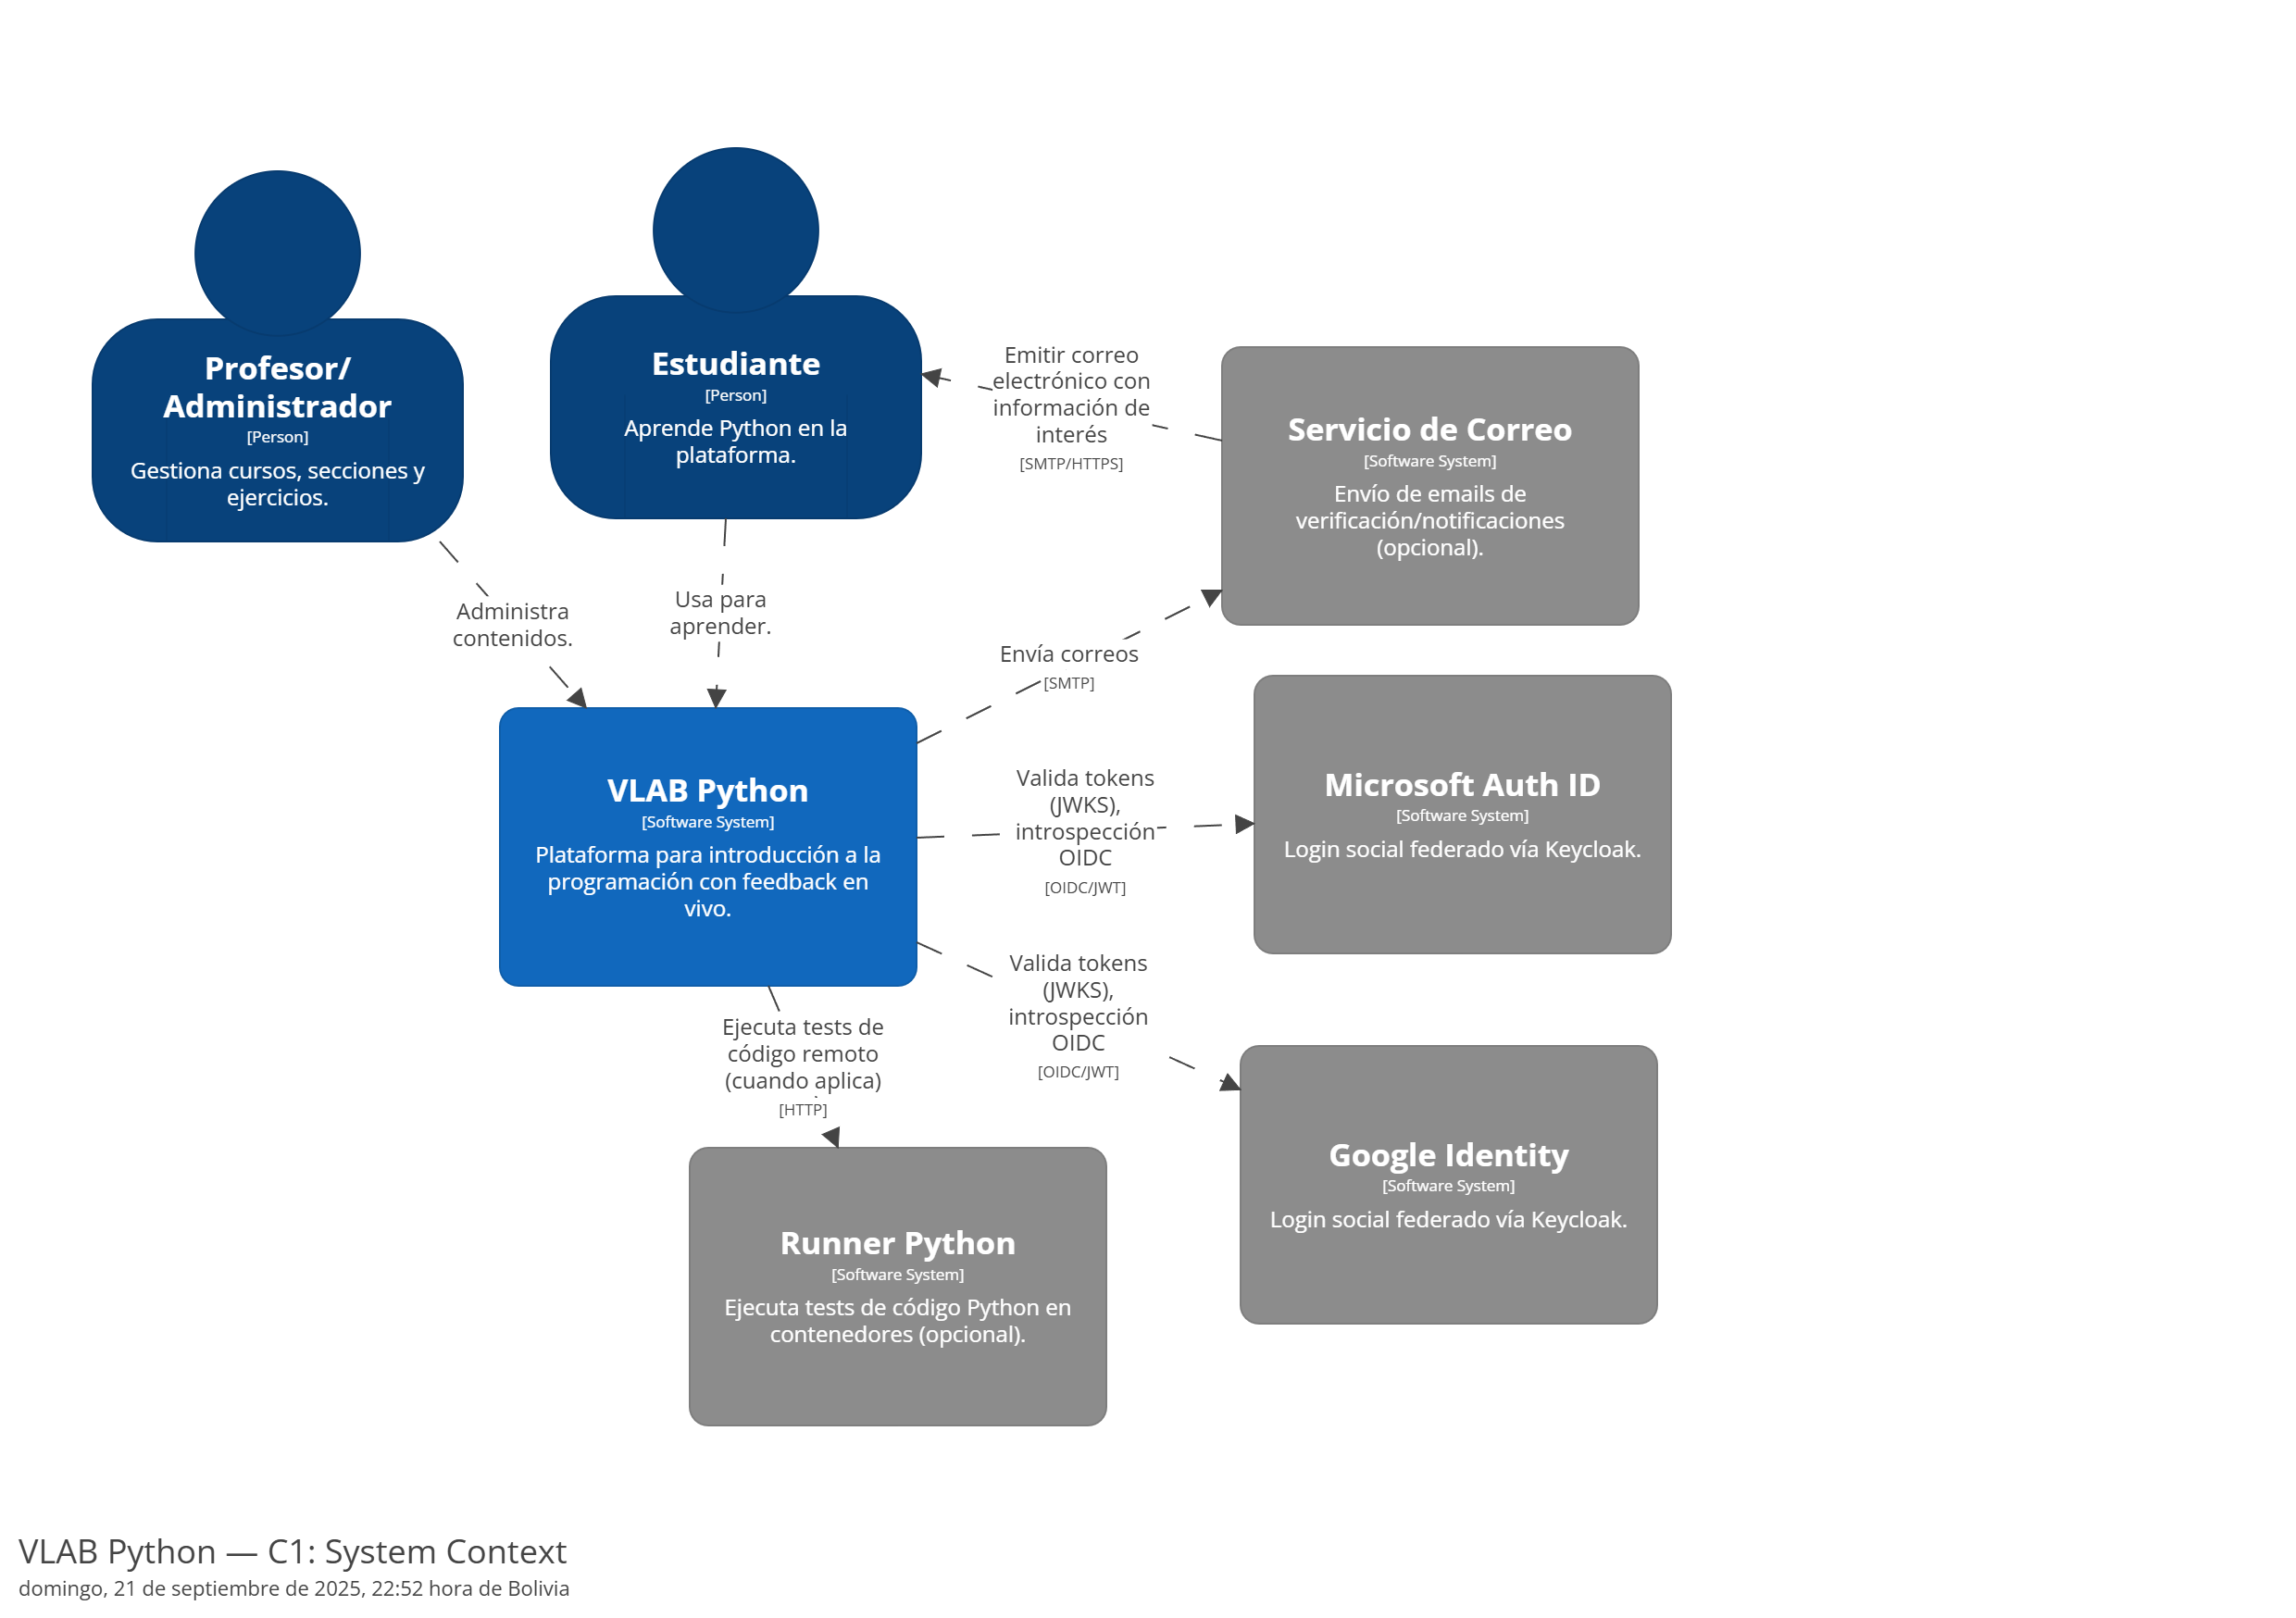 Profesor/
Administrador
[Person]
Gestiona cursos, secciones y
ejercicios.
Estudiante
[Person]
Aprende Python en la
plataforma.
Emitir correo
electrónico con
información de
interés
[SMTP/HTTPS]
Servicio de Correo
[Software System]
Envío de emails de
verificación/notificaciones
(opcional).
Administra
contenidos.
Usa para
aprender.
Envía correos
[SMTP]
VLAB Python
[Software System]
Plataforma para introducción a la
programación con feedback en
vivo.
Valida tokens
(JWKS),
introspección
OIDC
[OIDC/JWT]
Microsoft Auth ID
[Software System]
Login social federado vía Keycloak.
Valida tokens
(JWKS),
introspección
OIDC
[OIDC/JWT]
Ejecuta tests de
código remoto
(cuando aplica)
[HTTP]
Google Identity
[Software System]
Login social federado vía Keycloak.
Runner Python
[Software System]
Ejecuta tests de código Python en
contenedores (opcional).
VLAB Python — C1: System Context
domingo, 21 de septiembre de 2025, 22:52 hora de Bolivia